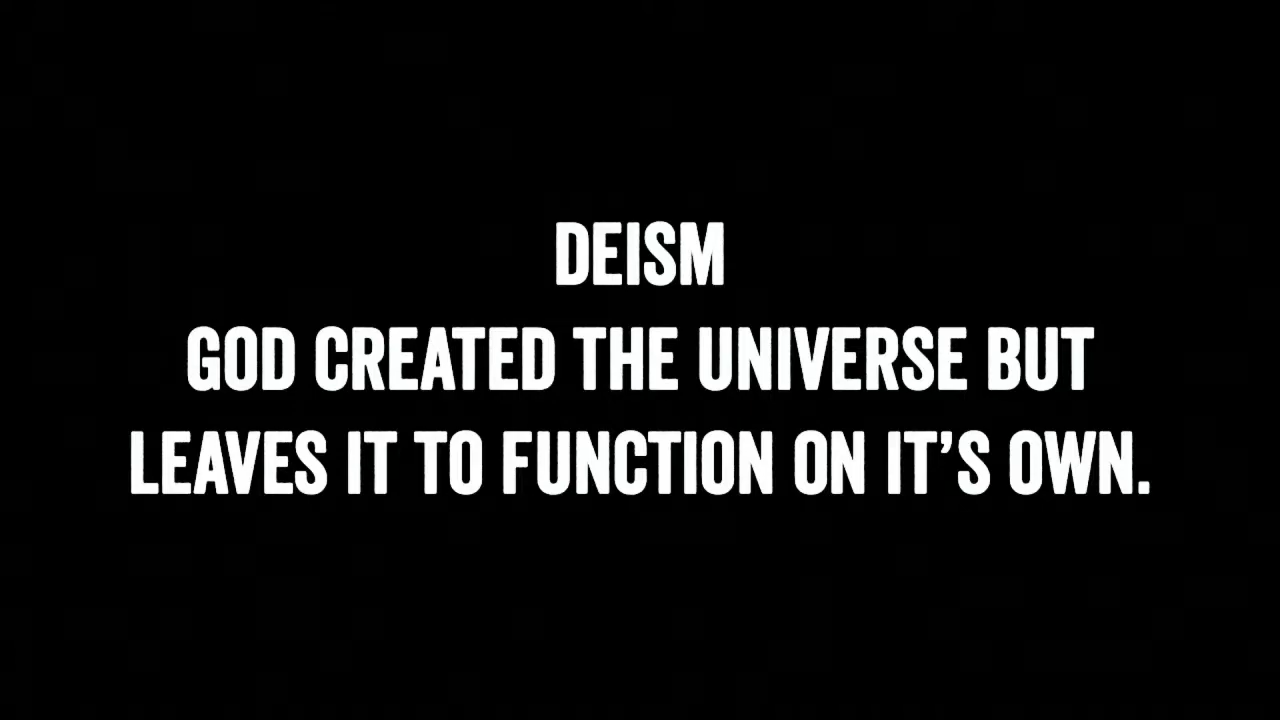 DEISM
GOD CREATED THE UNIVERSE BUT
LEAVES IT TO FUNCTION ON IT’S OWN.